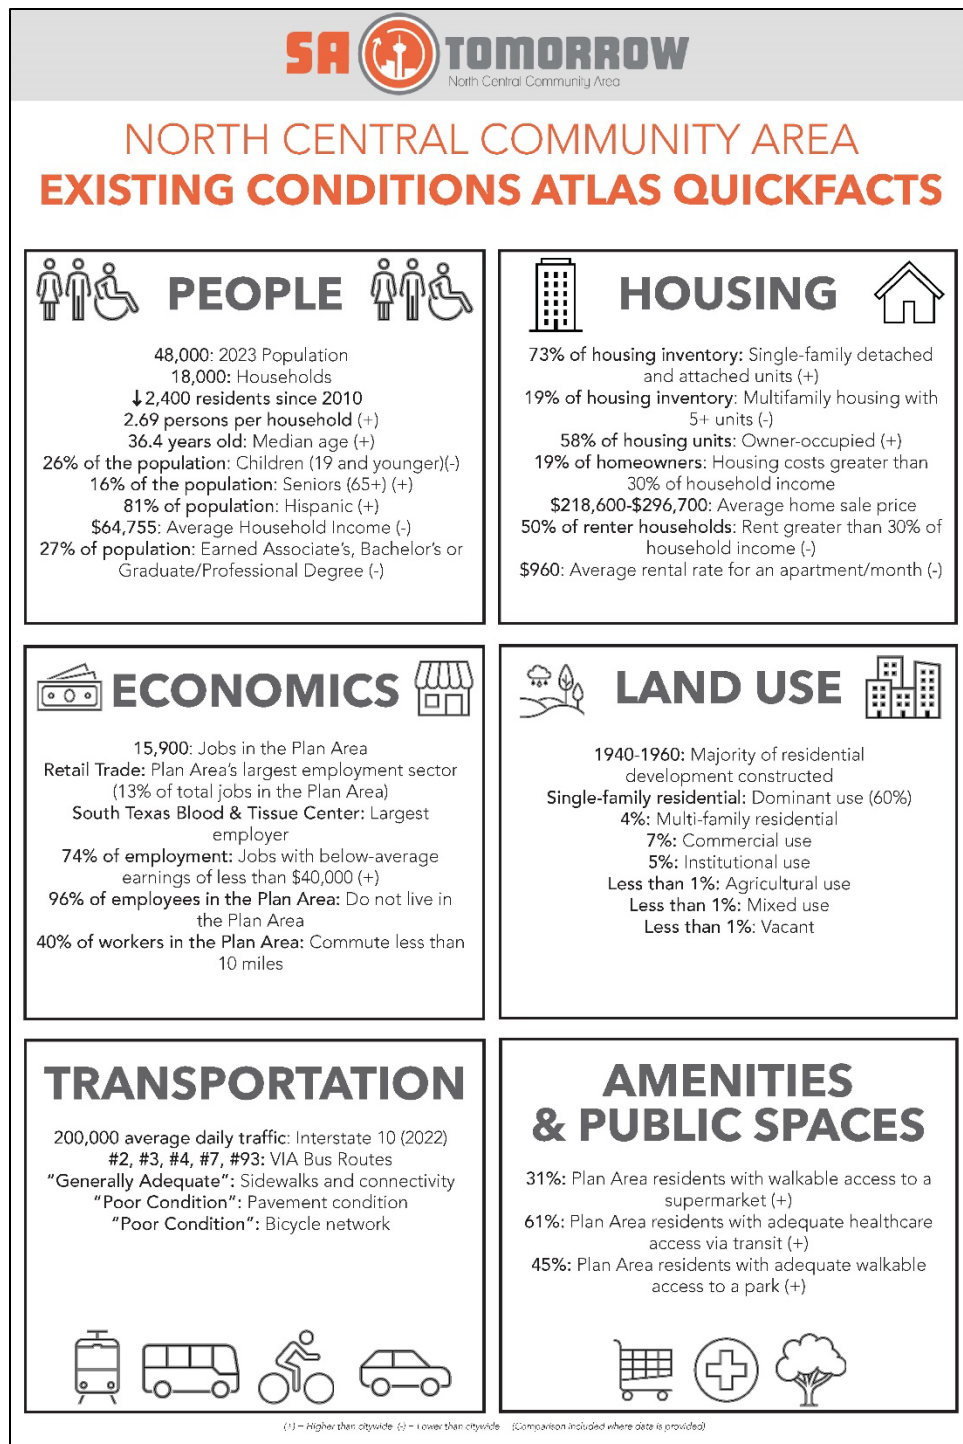 SA TOMORROW
North Central Community Area
NORTH CENTRAL COMMUNITY AREA
EXISTING CONDITIONS ATLAS QUICKFACTS
PEOPLE
48,000: 2023 Population
18,000: Households
↓2,400 residents since 2010
2.69 persons per household (+)
36.4 years old: Median age (+)
26% of the population: Children (19 and younger)(-)
16% of the population: Seniors (65+) (+)
81% of population: Hispanic (+)
$64,755: Average Household Income (-)
27% of population: Earned Associate's, Bachelor's or
Graduate/Professional Degree (-)
HOUSING
73% of housing inventory: Single-family detached
and attached units (+)
19% of housing inventory: Multifamily housing with
5+ units (-)
58% of housing units: Owner-occupied (+)
19% of homeowners: Housing costs greater than
30% of household income
$218,600-$296,700: Average home sale price
50% of renter households: Rent greater than 30% of
household income (-)
$960: Average rental rate for an apartment/month (-)
ECONOMICS
15,900: Jobs in the Plan Area
Retail Trade: Plan Area's largest employment sector
(13% of total jobs in the Plan Area)
South Texas Blood & Tissue Center: Largest
employer
74% of employment: Jobs with below-average
earnings of less than $40,000 (+)
96% of employees in the Plan Area: Do not live in
the Plan Area
40% of workers in the Plan Area: Commute less than
10 miles
LAND USE
1940-1960: Majority of residential
development constructed
Single-family residential: Dominant use (60%)
4%: Multi-family residential
7%: Commercial use
5%: Institutional use
Less than 1%: Agricultural use
Less than 1%: Mixed use
Less than 1%: Vacant
TRANSPORTATION
200,000 average daily traffic: Interstate 10 (2022)
#2, #3, #4, #7, #93: VIA Bus Routes
"Generally Adequate": Sidewalks and connectivity
"Poor Condition": Pavement condition
"Poor Condition": Bicycle network
AMENITIES
& PUBLIC SPACES
31%: Plan Area residents with walkable access to a
supermarket (+)
61%: Plan Area residents with adequate healthcare
access via transit (+)
45%: Plan Area residents with adequate walkable
access to a park (+)
(+) = Higher than citywide (-) = Lower than citywide (Comparison included where data is provided)